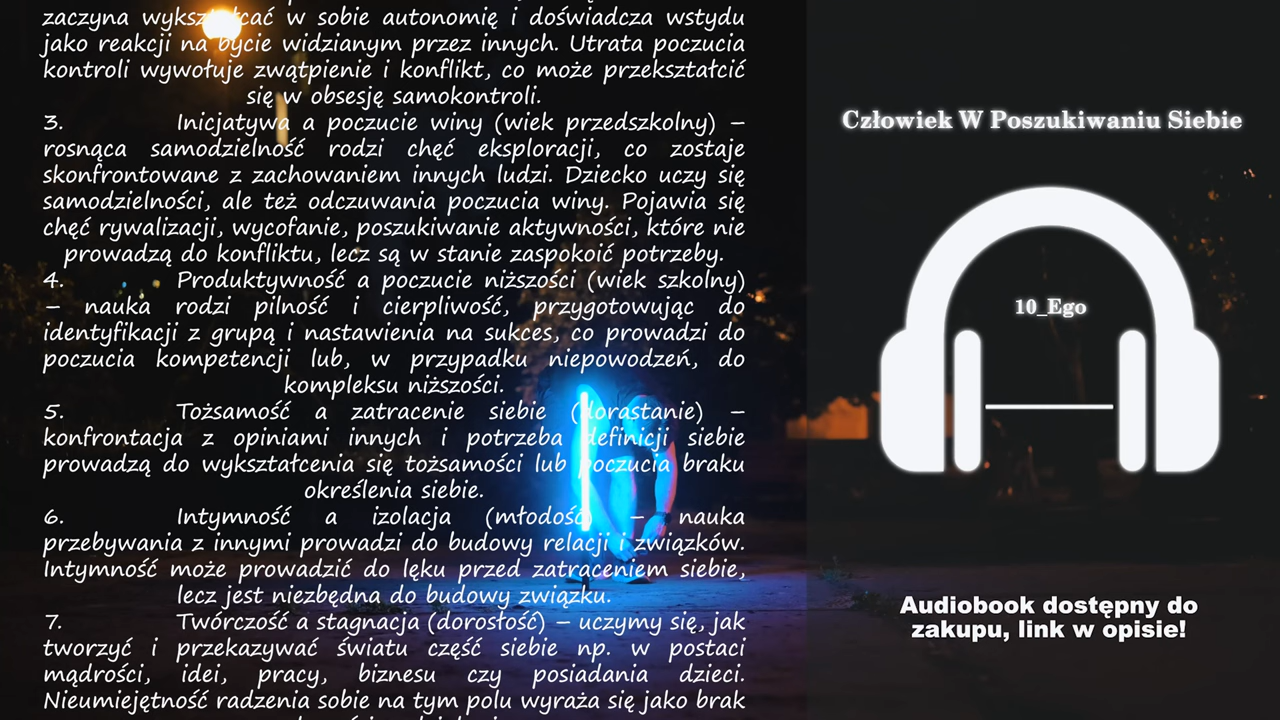 zaczyna wykształcać w sobie autonomię i doświadcza wstydu
jako reakcji na bycie widzianym przez innych. Utrata poczucia
kontroli wywołuje zwątpienie i konflikt, co może przekształcić
się w obsesję samokontroli.
3. Inicjatywa a poczucie winy (wiek przedszkolny) –
rosnąca samodzielność rodzi chęć eksploracji, co zostaje
skonfrontowane z zachowaniem innych ludzi. Dziecko uczy się
samodzielności, ale też odczuwania poczucia winy. Pojawia się
chęć rywalizacji, wycofanie, poszukiwanie aktywności, które nie
prowadzą do konfliktu, lecz są w stanie zaspokoić potrzeby.
4. Produktywność a poczucie niższości (wiek szkolny)
– nauka rodzi pilność i cierpliwość, przygotowując do
identyfikacji z grupą i nastawienia na sukces, co prowadzi do
poczucia kompetencji lub, w przypadku niepowodzeń, do
kompleksu niższości.
5. Tożsamość a zatracenie siebie (dorastanie) –
konfrontacja z opiniami innych i potrzeba definicji siebie
prowadzą do wykształcenia się tożsamości lub poczucia braku
określenia siebie.
6. Intymność a izolacja (młodość) – nauka
przebywania z innymi prowadzi do budowy relacji i związków.
Intymność może prowadzić do lęku przed zatraceniem siebie,
lecz jest niezbędna do budowy związku.
7. Twórczość a stagnacja (dorosłość) – uczymy się, jak
tworzyć i przekazywać światu część siebie np. w postaci
mądrości, idei, pracy, biznesu czy posiadania dzieci.
Nieumiejętność radzenia sobie na tym polu wyraża się jako brak
Człowiek W Poszukiwaniu Siebie
10_Ego
Audiobook dostępny do
zakupu, link w opisie!